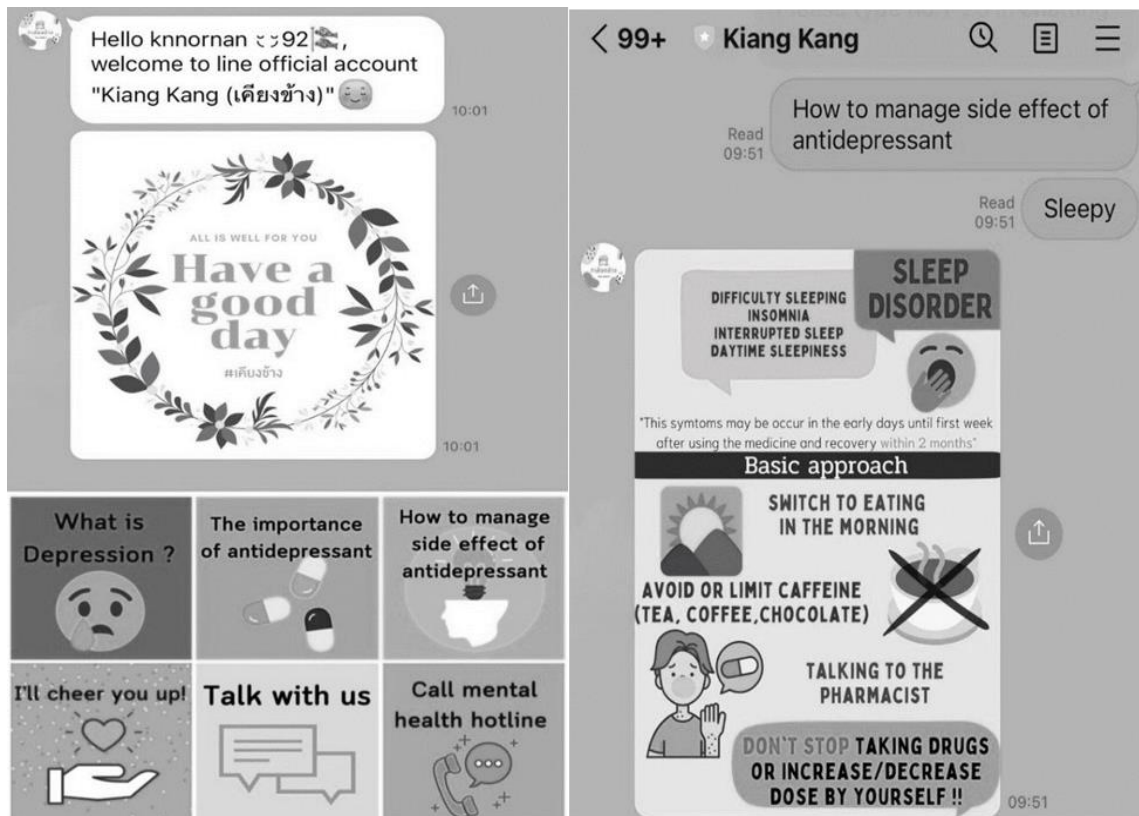 Hello knnornan ੮ ৩92🎏,
welcome to line official account
"Kiang Kang (เคียงข้าง)" 😌
10:01
ALL IS WELL FOR YOU
Have a
good
day
#เคียงข้าง
10:01
What is
Depression ?
The importance
of antidepressant
How to manage
side effect of
antidepressant
I'll cheer you up!
Talk with us
Call mental
health hotline
99+
Kiang Kang
How to manage side effect of
antidepressant
Read
09:51
Sleepy
Read
09:51
SLEEP
DISORDER
DIFFICULTY SLEEPING
INSOMNIA
INTERRUPTED SLEEP
DAYTIME SLEEPINESS
"This symtoms may be occur in the early days until first week
after using the medicine and recovery within 2 months"
Basic approach
SWITCH TO EATING
IN THE MORNING
AVOID OR LIMIT CAFFEINE
(TEA, COFFEE,CHOCOLATE)
TALKING TO THE
PHARMACIST
DON'T STOP TAKING DRUGS
OR INCREASE/DECREASE
DOSE BY YOURSELF !!
09:51